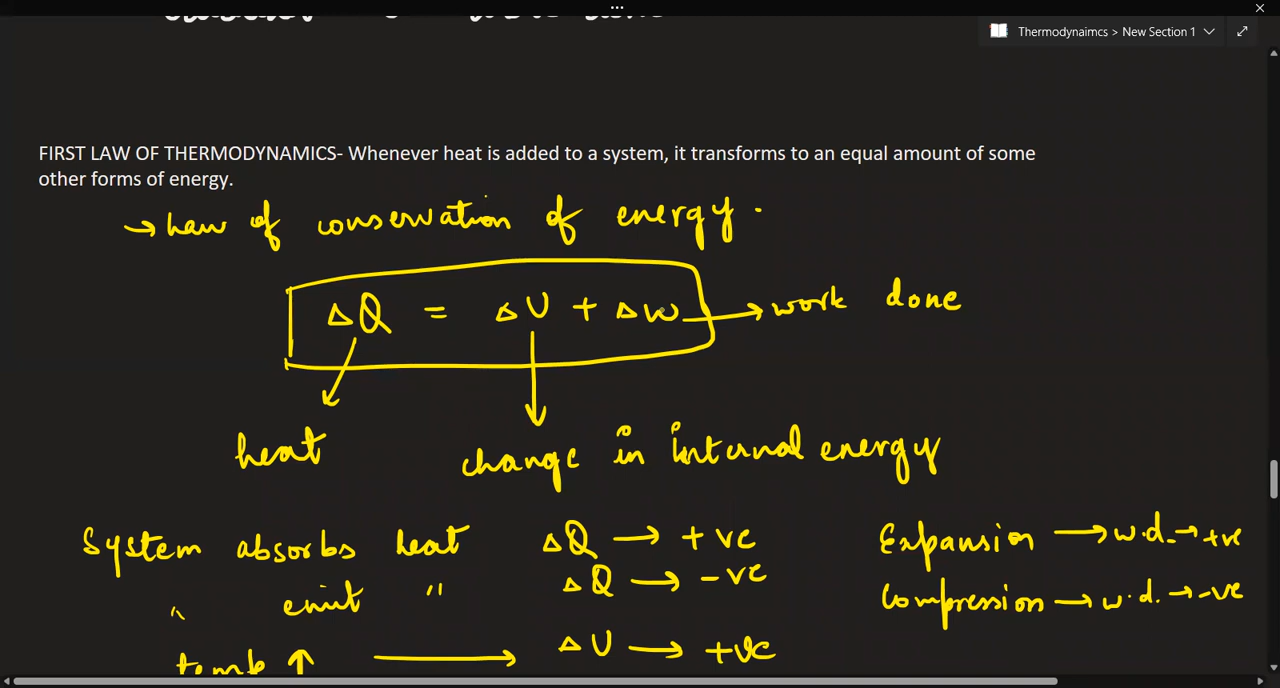 Thermodynaimcs > New Section 1
FIRST LAW OF THERMODYNAMICS- Whenever heat is added to a system, it transforms to an equal amount of some
other forms of energy.
→ Law of conservation of energy.
ΔQ = ΔU + Δw → work done
heat
change in internal energy
System absorbs heat ΔQ → +ve
" emit " ΔQ → -ve
Expansion → w.d. → +ve
Compression → w.d. → -ve
temp ↑ → ΔU → +ve